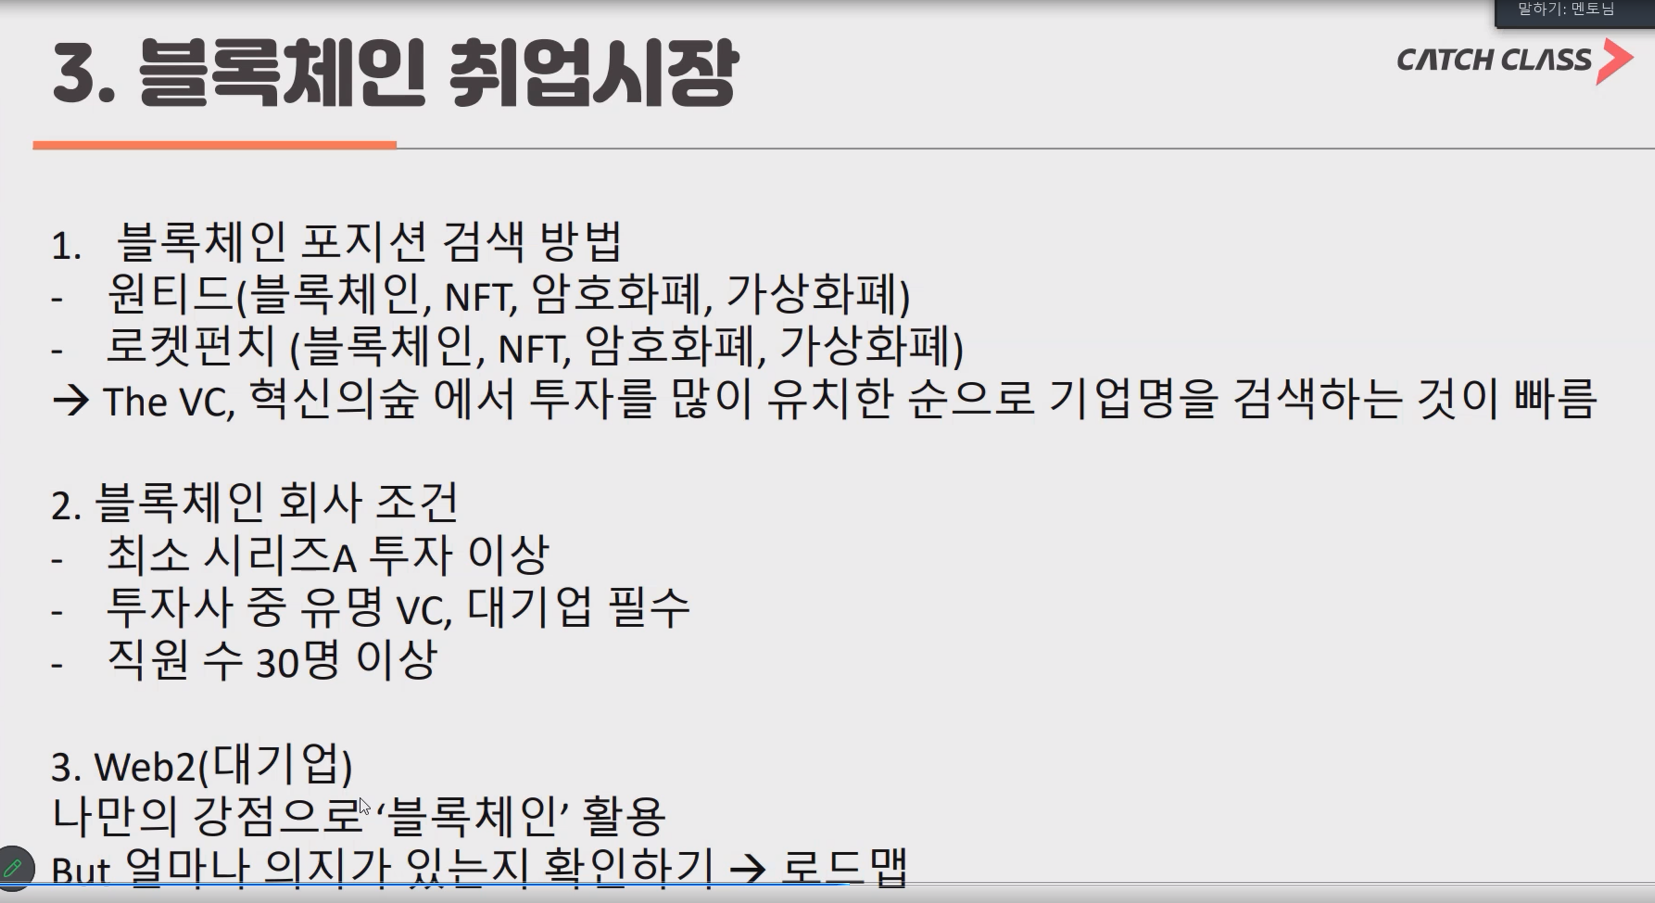 말하기: 멘토님
3. 블록체인 취업시장
CATCH CLASS
1. 블록체인 포지션 검색 방법
- 원티드(블록체인, NFT, 암호화폐, 가상화폐)
- 로켓펀치 (블록체인, NFT, 암호화폐, 가상화폐)
→ The VC, 혁신의숲 에서 투자를 많이 유치한 순으로 기업명을 검색하는 것이 빠름
2. 블록체인 회사 조건
- 최소 시리즈A 투자 이상
- 투자사 중 유명 VC, 대기업 필수
- 직원 수 30명 이상
3. Web2(대기업)
나만의 강점으로 ‘블록체인’ 활용
But 얼마나 의지가 있는지 확인하기 → 로드맵